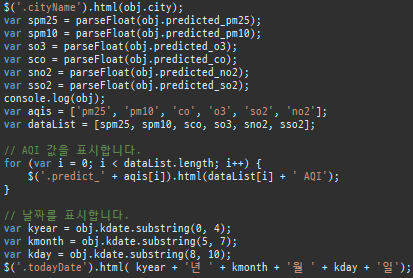 $('.cityName').html(obj.city);
var spm25 = parseFloat(obj.predicted_pm25);
var spm10 = parseFloat(obj.predicted_pm10);
var so3 = parseFloat(obj.predicted_o3);
var sco = parseFloat(obj.predicted_co);
var sno2 = parseFloat(obj.predicted_no2);
var sso2 = parseFloat(obj.predicted_so2);
console.log(obj);
var aqis = ['pm25', 'pm10', 'co', 'o3', 'so2', 'no2'];
var dataList = [spm25, spm10, sco, so3, sno2, sso2];
// AQI 값을 표시합니다.
for (var i = 0; i < dataList.length; i++) {
$('.predict_' + aqis[i]).html(dataList[i] + ' AQI');
}
// 날짜를 표시합니다.
var kyear = obj.kdate.substring(0, 4);
var kmonth = obj.kdate.substring(5, 7);
var kday = obj.kdate.substring(8, 10);
$('.todayDate').html( kyear + '년 ' + kmonth + '월 ' + kday + '일');